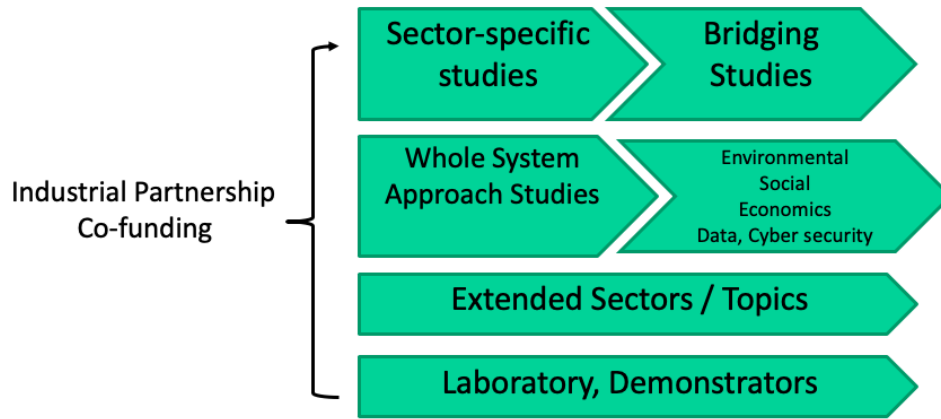 Sector-specific
studies
Bridging
Studies
Industrial Partnership
Co-funding
Whole System
Approach Studies
Environmental
Social
Economics
Data, Cyber security
Extended Sectors / Topics
Laboratory, Demonstrators